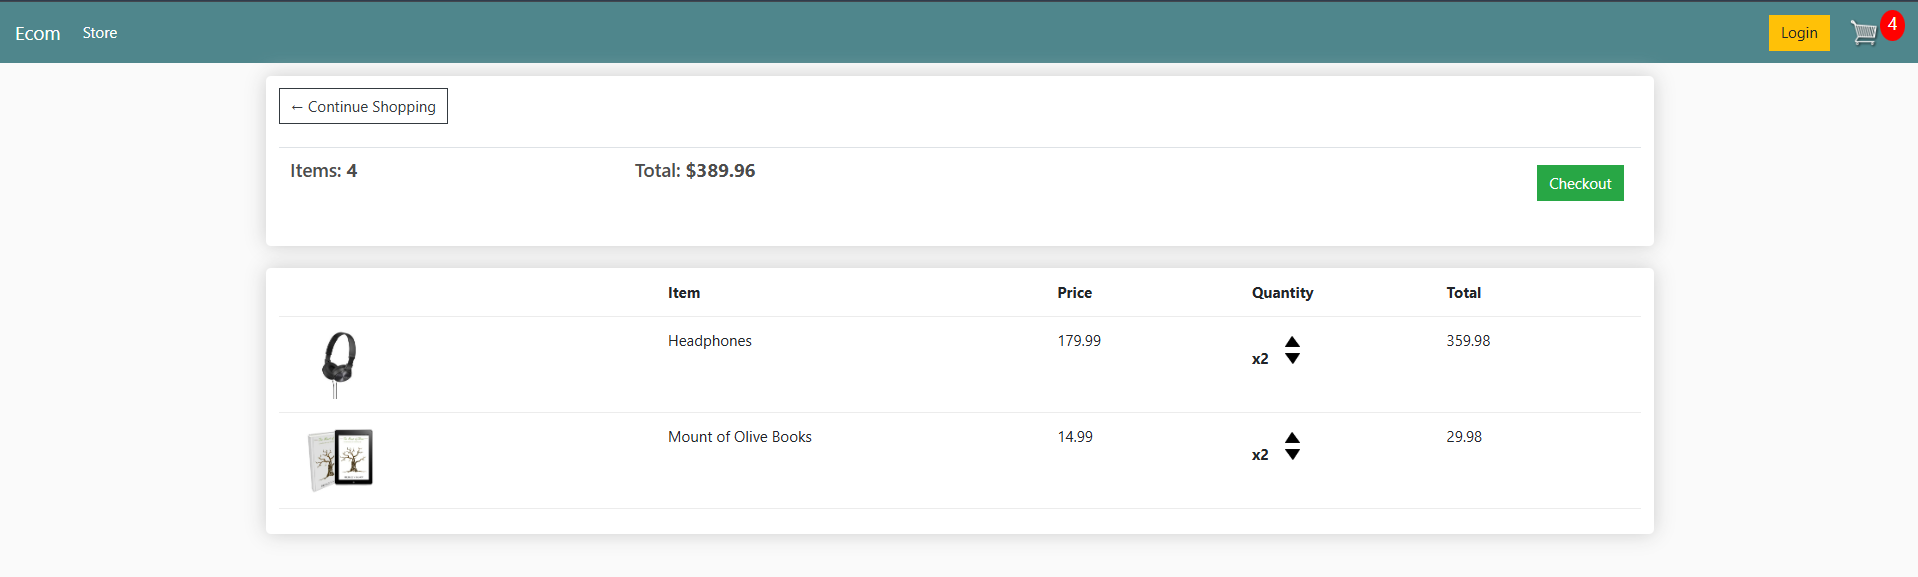 Ecom Store Login 4
← Continue Shopping
Items: 4 Total: $389.96 Checkout
Item Price Quantity Total
Headphones 179.99 x2 359.98
Mount of Olive Books 14.99 x2 29.98